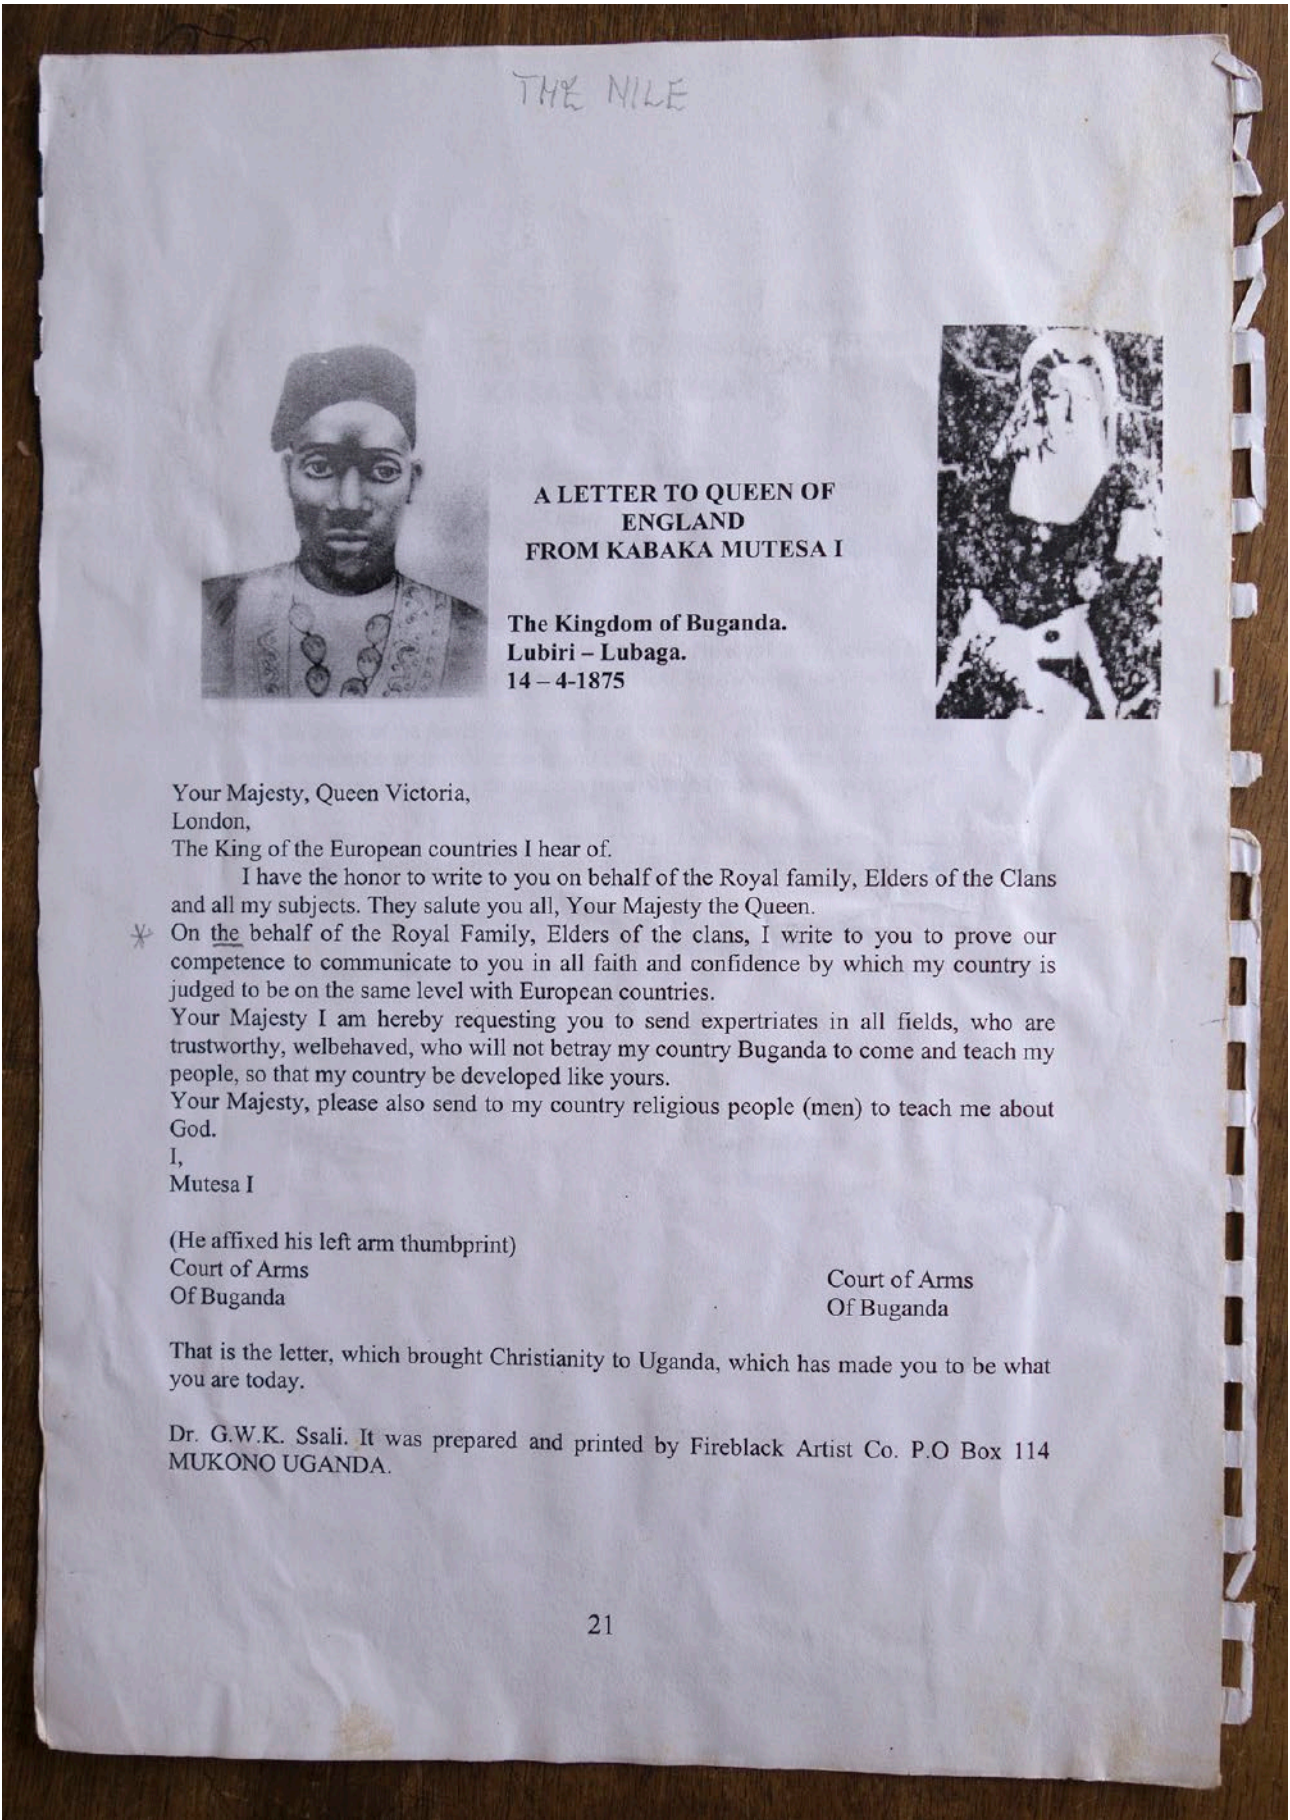 THE NILE
A LETTER TO QUEEN OF
ENGLAND
FROM KABAKA MUTESA I
The Kingdom of Buganda.
Lubiri – Lubaga.
14 – 4-1875
Your Majesty, Queen Victoria,
London,
The King of the European countries I hear of.
I have the honor to write to you on behalf of the Royal family, Elders of the Clans
and all my subjects. They salute you all, Your Majesty the Queen.
On the behalf of the Royal Family, Elders of the clans, I write to you to prove our
competence to communicate to you in all faith and confidence by which my country is
judged to be on the same level with European countries.
Your Majesty I am hereby requesting you to send expertriates in all fields, who are
trustworthy, welbehaved, who will not betray my country Buganda to come and teach my
people, so that my country be developed like yours.
Your Majesty, please also send to my country religious people (men) to teach me about
God.
I,
Mutesa I
(He affixed his left arm thumbprint)
Court of Arms
Of Buganda
Court of Arms
Of Buganda
That is the letter, which brought Christianity to Uganda, which has made you to be what
you are today.
Dr. G.W.K. Ssali. It was prepared and printed by Fireblack Artist Co. P.O Box 114
MUKONO UGANDA.
21